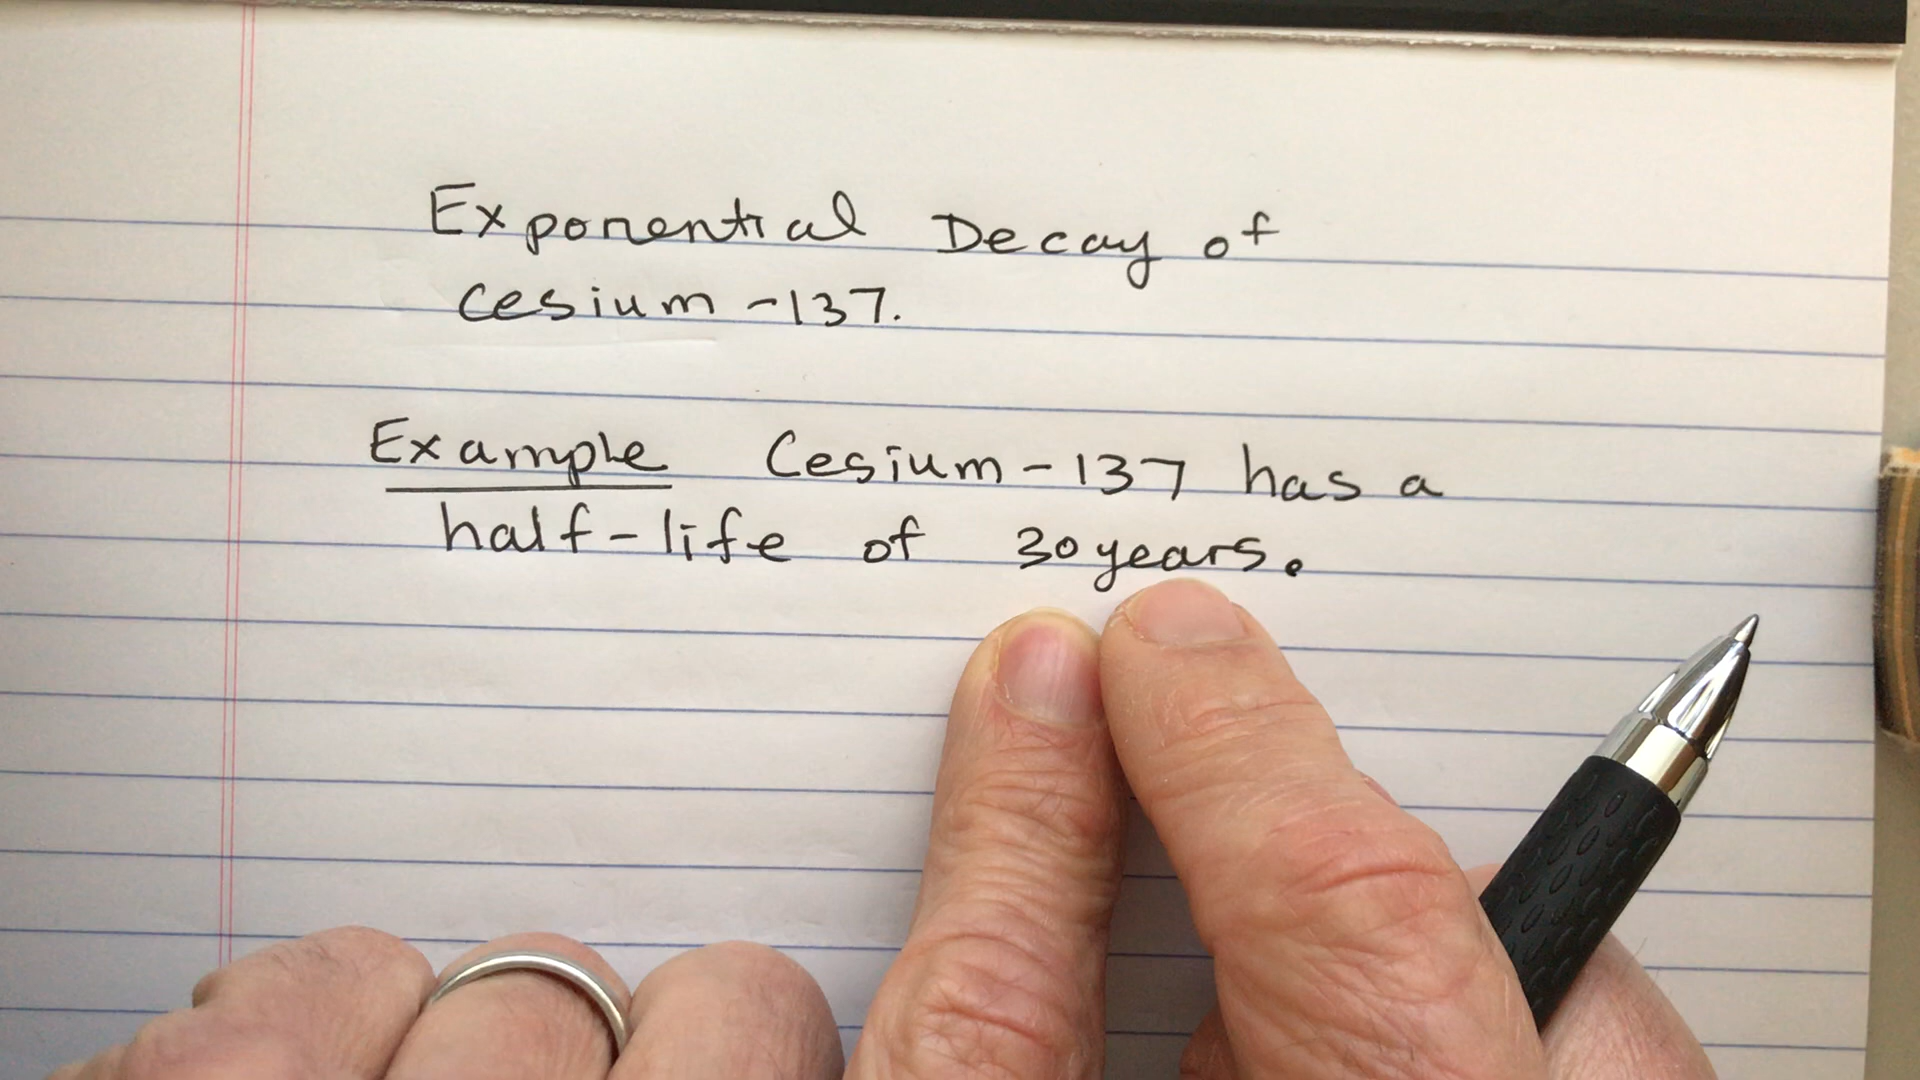 Exponential Decay of
Cesium-137.
Example Cesium-137 has a
half-life of 30 years.